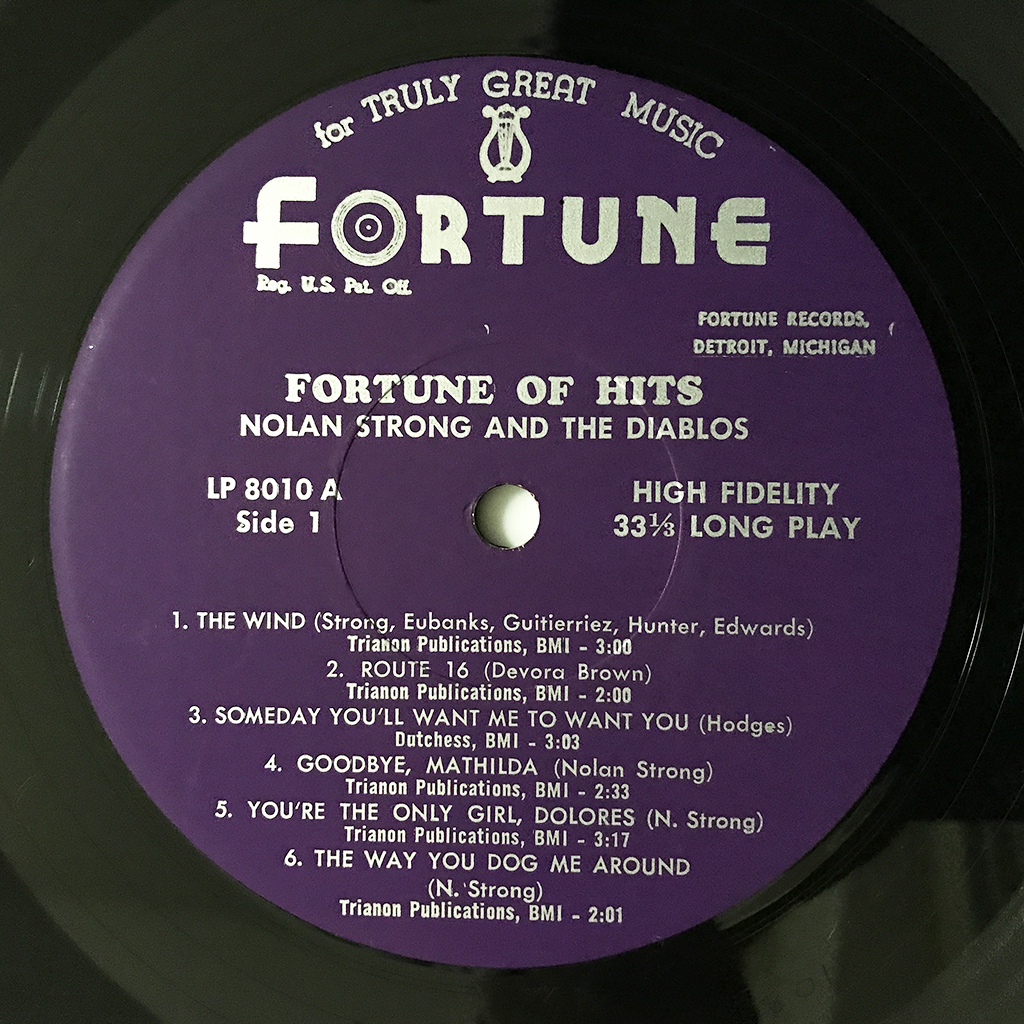 for TRULY GREAT MUSIC
FORTUNE
Reg. U.S. Pat. Off.
FORTUNE RECORDS,
DETROIT, MICHIGAN
FORTUNE OF HITS
NOLAN STRONG AND THE DIABLOS
LP 8010 A
Side 1
HIGH FIDELITY
33⅓ LONG PLAY
1. THE WIND (Strong, Eubanks, Guitierriez, Hunter, Edwards)
Trianon Publications, BMI - 3:00
2. ROUTE 16 (Devora Brown)
Trianon Publications, BMI - 2:00
3. SOMEDAY YOU'LL WANT ME TO WANT YOU (Hodges)
Dutchess, BMI - 3:03
4. GOODBYE, MATHILDA (Nolan Strong)
Trianon Publications, BMI - 2:33
5. YOU'RE THE ONLY GIRL, DOLORES (N. Strong)
Trianon Publications, BMI - 3:17
6. THE WAY YOU DOG ME AROUND
(N. Strong)
Trianon Publications, BMI - 2:01